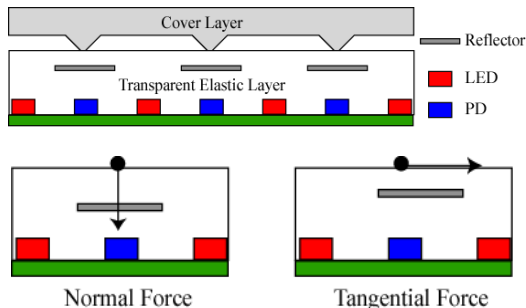 Cover Layer
Reflector
Transparent Elastic Layer
LED
PD
Normal Force
Tangential Force